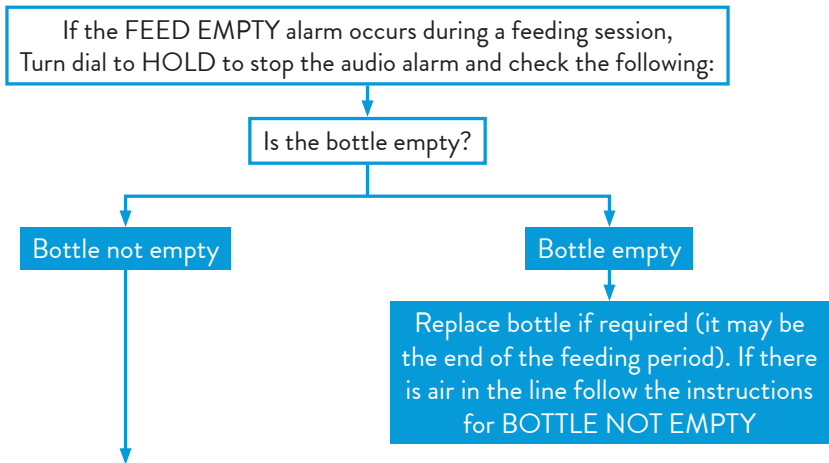 If the FEED EMPTY alarm occurs during a feeding session,
Turn dial to HOLD to stop the audio alarm and check the following:
Is the bottle empty?
Bottle not empty
Bottle empty
Replace bottle if required (it may be
the end of the feeding period). If there
is air in the line follow the instructions
for BOTTLE NOT EMPTY